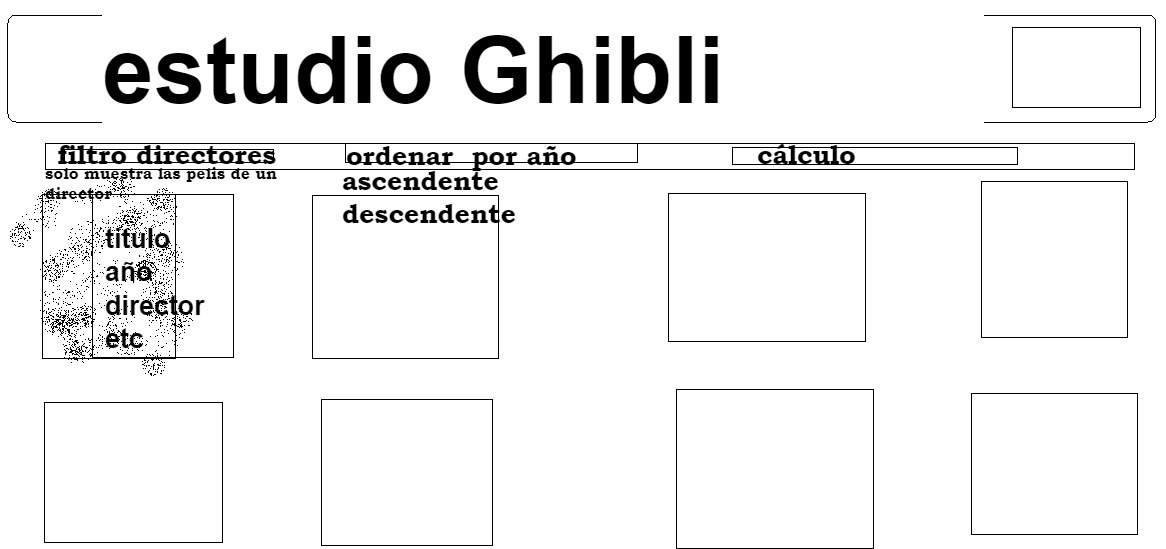 estudio Ghibli
filtro directores
solo muestra las pelis de un
director
ordenar por año
ascendente
descendente
cálculo
título
año
director
etc